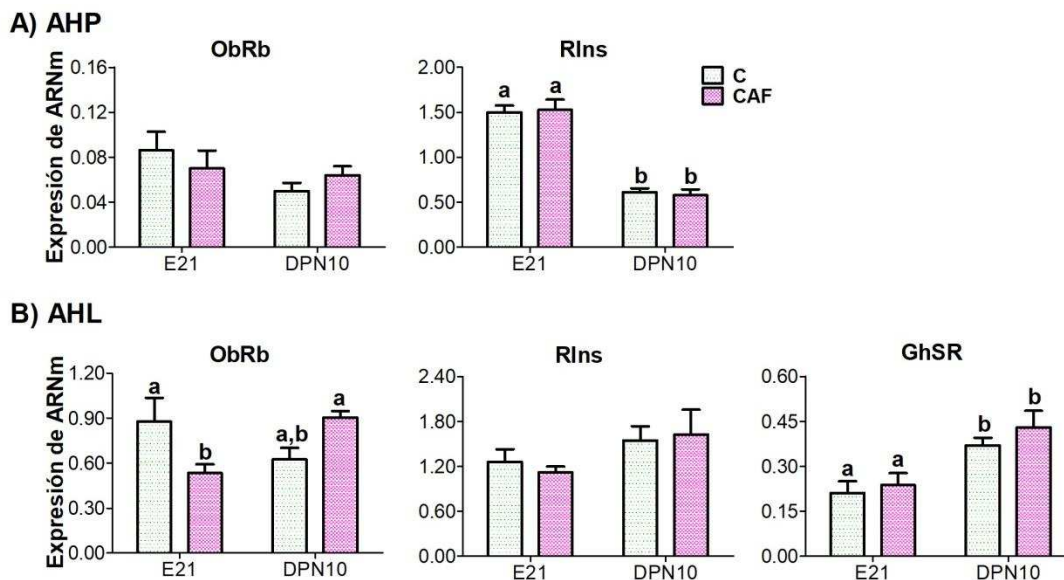 A) AHP
ObRb
RIns
Expresión de ARNm
0.16
0.12
0.08
0.04
0.00
E21
DPN10
2.00
1.50
1.00
0.50
0.00
a
a
b
b
E21
DPN10
C
CAF
B) AHL
ObRb
RIns
GhSR
Expresión de ARNm
1.20
0.90
0.60
0.30
0.00
a
b
a,b
a
E21
DPN10
2.40
1.80
1.20
0.60
0.00
E21
DPN10
0.60
0.45
0.30
0.15
0.00
a
a
b
b
E21
DPN10